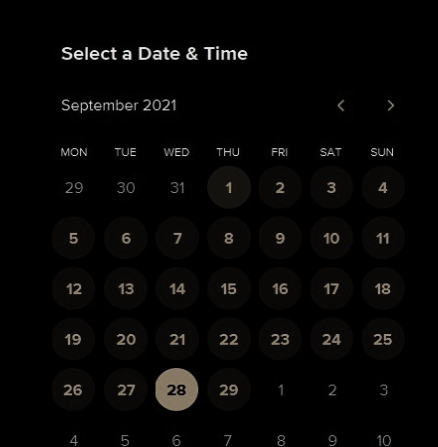 Select a Date & Time
September 2021
MON TUE WED THU FRI SAT SUN
29 30 31 1 2 3 4
5 6 7 8 9 10 11
12 13 14 15 16 17 18
19 20 21 22 23 24 25
26 27 28 29 1 2 3
4 5 6 7 8 9 10